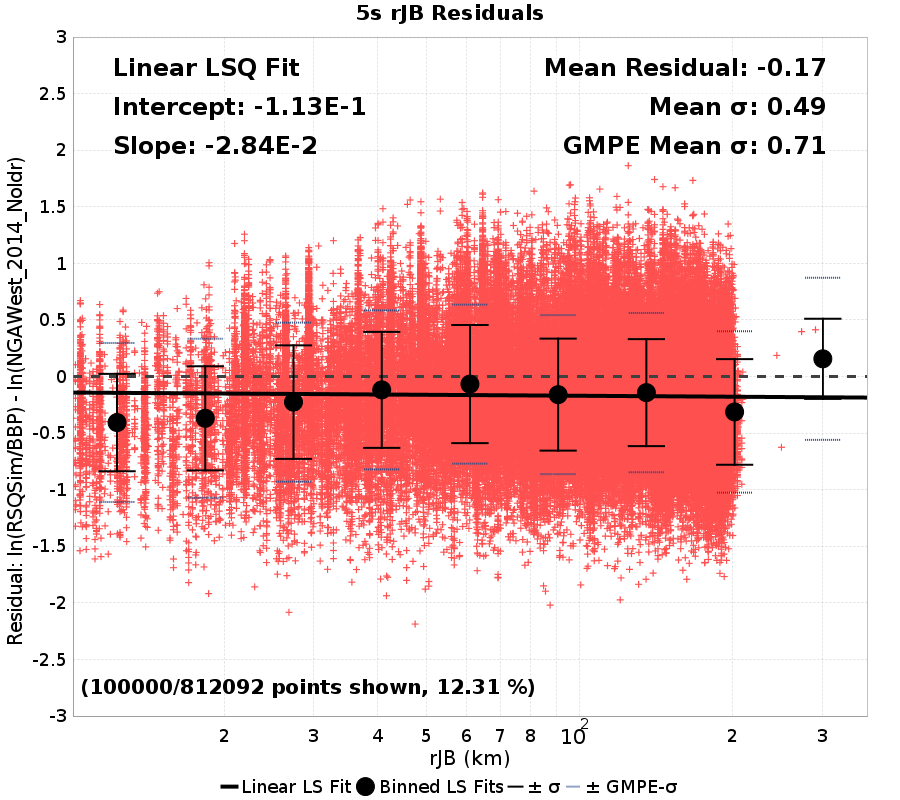 5s rJB Residuals
Linear LSQ Fit
Intercept: -1.13E-1
Slope: -2.84E-2
Mean Residual: -0.17
Mean σ: 0.49
GMPE Mean σ: 0.71
Residual: ln(RSQSim/BBP) - ln(NGAWest_2014_NoIdr)
3
2.5
2
1.5
1
0.5
0
-0.5
-1
-1.5
-2
-2.5
-3
(100000/812092 points shown, 12.31 %)
2 3 4 5 6 7 8 10^2 2 3
rJB (km)
Linear LS Fit Binned LS Fits ± σ ± GMPE-σ